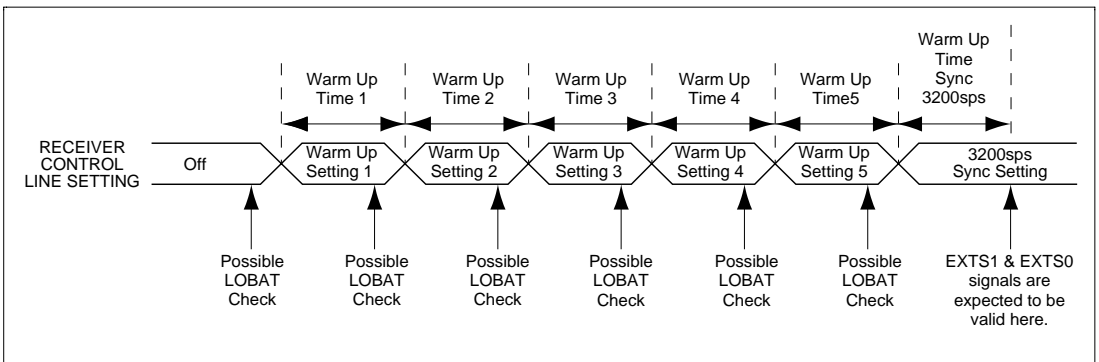 Warm Up
Time
Sync
3200sps
Warm Up
Time 1
Warm Up
Time 2
Warm Up
Time 3
Warm Up
Time 4
Warm Up
Time5
RECEIVER
CONTROL
LINE SETTING
Off
Warm Up
Setting 1
Warm Up
Setting 2
Warm Up
Setting 3
Warm Up
Setting 4
Warm Up
Setting 5
3200sps
Sync Setting
Possible
LOBAT
Check
Possible
LOBAT
Check
Possible
LOBAT
Check
Possible
LOBAT
Check
Possible
LOBAT
Check
Possible
LOBAT
Check
EXTS1 & EXTS0
signals are
expected to be
valid here.